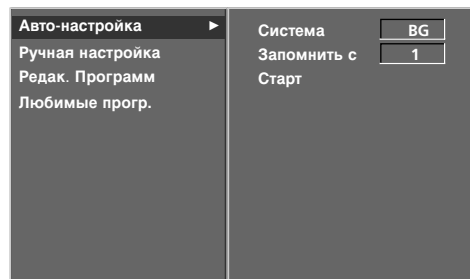 Авто-настройка ►
Ручная настройка
Редак. Программ
Любимые прогр.
Система BG
Запомнить с 1
Старт